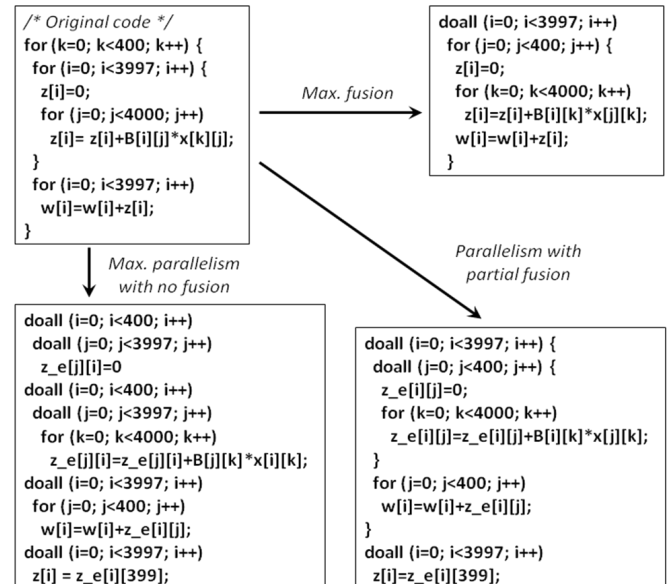 /* Original code */
for (k=0; k<400; k++) {
for (i=0; i<3997; i++) {
z[i]=0;
for (j=0; j<4000; j++)
z[i]= z[i]+B[i][j]*x[k][j];
}
for (i=0; i<3997; i++)
w[i]=w[i]+z[i];
}
Max. fusion
doall (i=0; i<3997; i++)
for (j=0; j<400; j++) {
z[i]=0;
for (k=0; k<4000; k++)
z[i]=z[i]+B[i][k]*x[j][k];
w[i]=w[i]+z[i];
}
Max. parallelism
with no fusion
Parallelism with
partial fusion
doall (i=0; i<400; i++)
doall (j=0; j<3997; j++)
z_e[j][i]=0
doall (i=0; i<400; i++)
doall (j=0; j<3997; j++)
for (k=0; k<4000; k++)
z_e[j][i]=z_e[j][i]+B[j][k]*x[i][k];
doall (i=0; i<3997; i++)
for (j=0; j<400; j++)
w[i]=w[i]+z_e[i][j];
doall (i=0; i<3997; i++)
z[i] = z_e[i][399];
doall (i=0; i<3997; i++) {
doall (j=0; j<400; j++) {
z_e[i][j]=0;
for (k=0; k<4000; k++)
z_e[i][j]=z_e[i][j]+B[i][k]*x[j][k];
}
for (j=0; j<400; j++)
w[i]=w[i]+z_e[i][j];
}
doall (i=0; i<3997; i++)
z[i]=z_e[i][399];